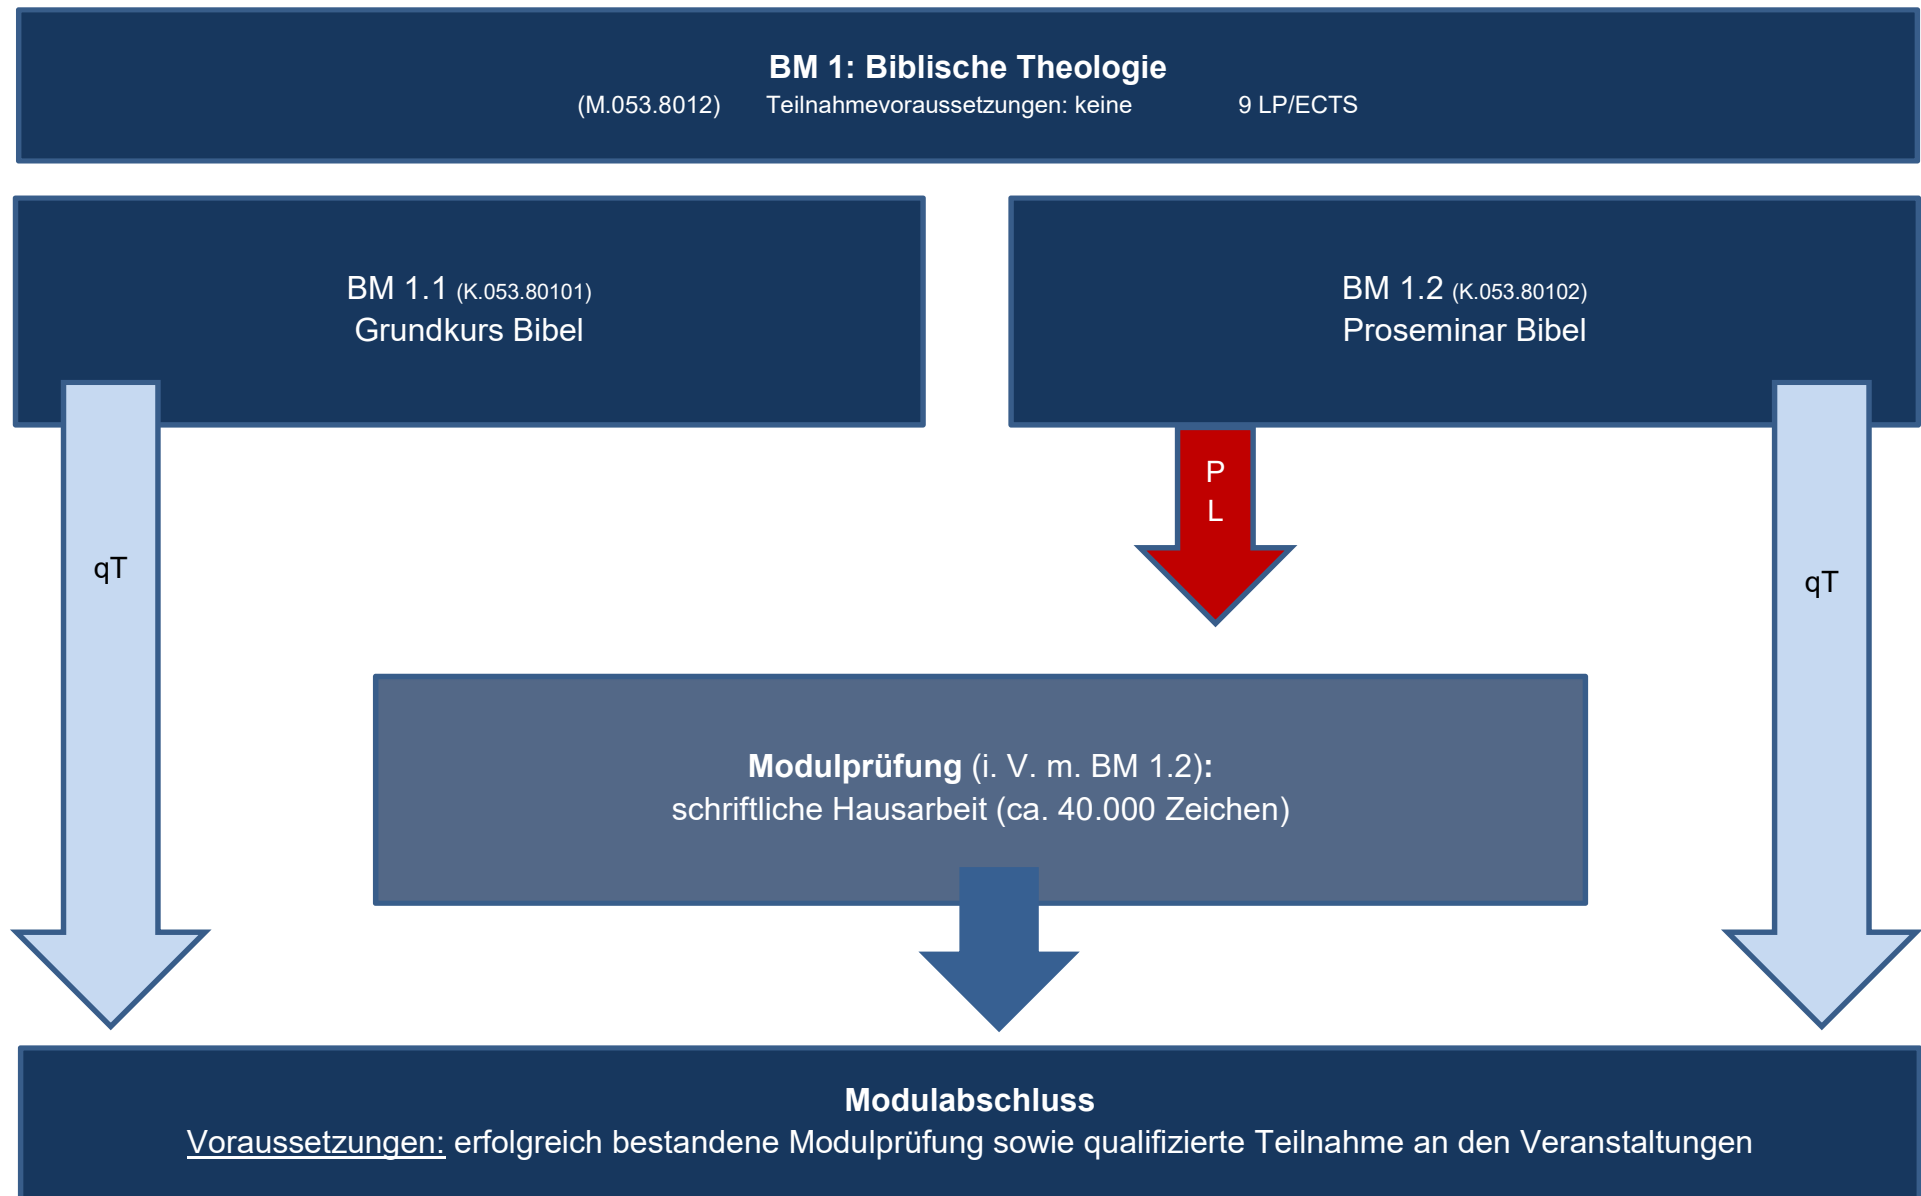 BM 1: Biblische Theologie
(M.053.8012) Teilnahmevoraussetzungen: keine 9 LP/ECTS
BM 1.1 (K.053.80101)
Grundkurs Bibel
BM 1.2 (K.053.80102)
Proseminar Bibel
P
L
qT
qT
Modulprüfung (i. V. m. BM 1.2):
schriftliche Hausarbeit (ca. 40.000 Zeichen)
Modulabschluss
Voraussetzungen: erfolgreich bestandene Modulprüfung sowie qualifizierte Teilnahme an den Veranstaltungen